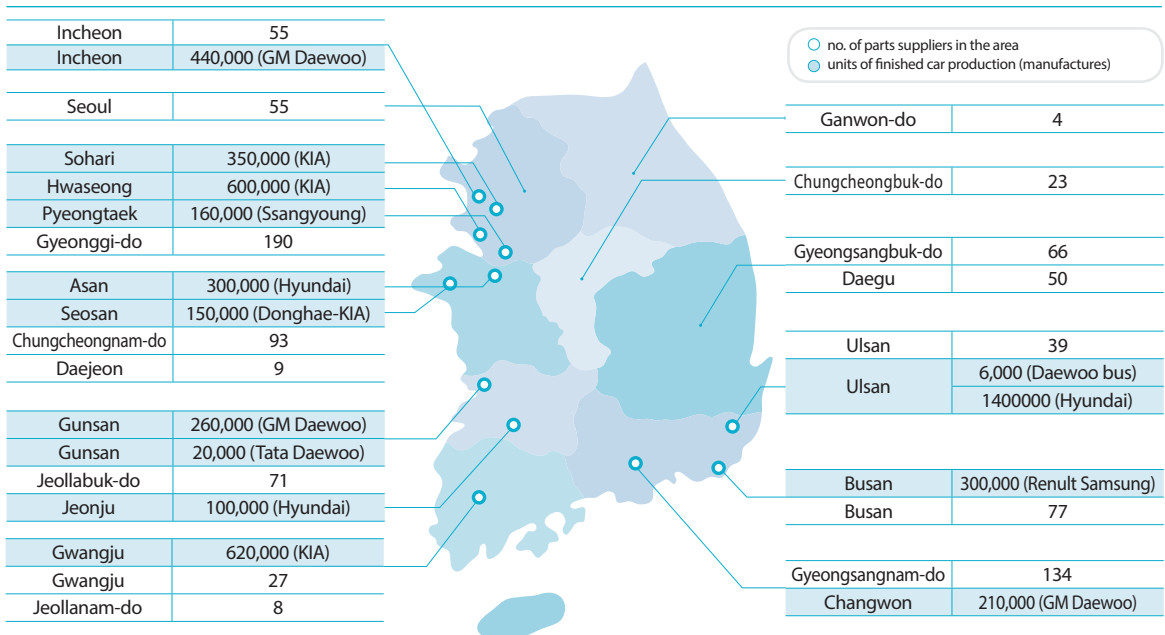 Incheon 55
Incheon 440,000 (GM Daewoo)
Seoul 55
Sohari 350,000 (KIA)
Hwaseong 600,000 (KIA)
Pyeongtaek 160,000 (Ssangyoung)
Gyeonggi-do 190
Asan 300,000 (Hyundai)
Seosan 150,000 (Donghae-KIA)
Chungcheongnam-do 93
Daejeon 9
Gunsan 260,000 (GM Daewoo)
Gunsan 20,000 (Tata Daewoo)
Jeollabuk-do 71
Jeonju 100,000 (Hyundai)
Gwangju 620,000 (KIA)
Gwangju 27
Jeollanam-do 8
no. of parts suppliers in the area
units of finished car production (manufactures)
Ganwon-do 4
Chungcheongbuk-do 23
Gyeongsangbuk-do 66
Daegu 50
Ulsan 39
Ulsan 6,000 (Daewoo bus)
1400000 (Hyundai)
Busan 300,000 (Renult Samsung)
Busan 77
Gyeongsangnam-do 134
Changwon 210,000 (GM Daewoo)